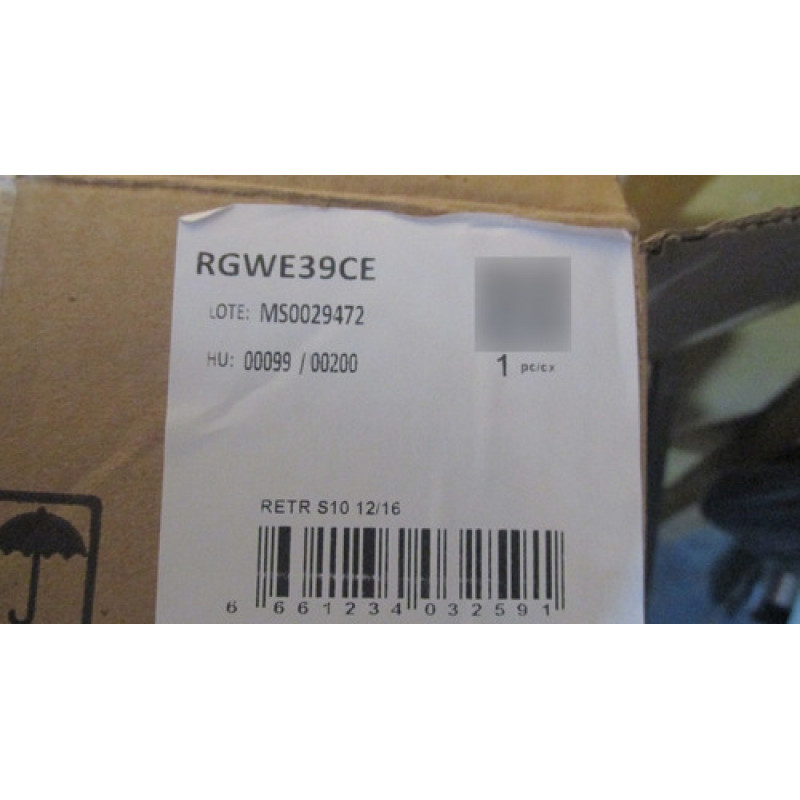 RGWE39CE
LOTE: MS0029472
HU: 00099 / 00200
1 pc/cx
RETR S10 12/16
6 661234 032591